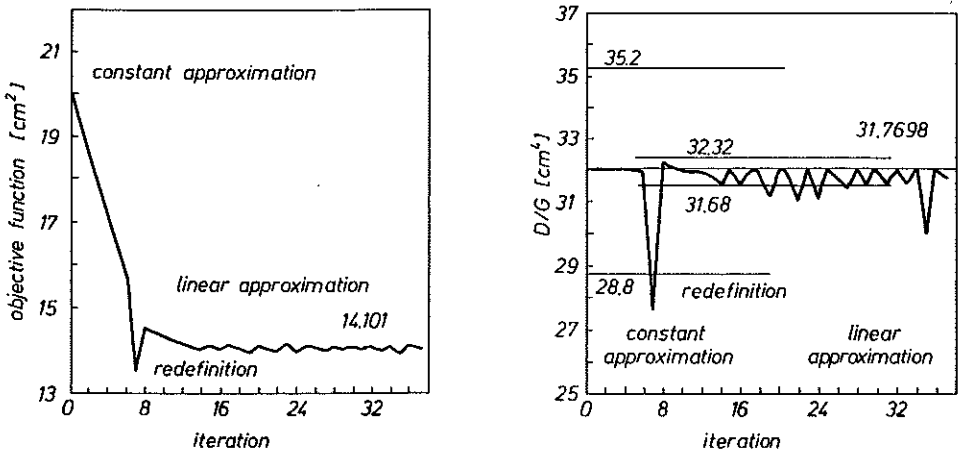 21
19
17
15
13
objective function [cm²]
constant approximation
linear approximation
14.101
redefinition
0 8 16 24 32
iteration
37
35
33
31
29
27
25
D/G [cm⁴]
35.2
31.7698
32.32
31.68
28.8
redefinition
constant
approximation
linear
approximation
0 8 16 24 32
iteration